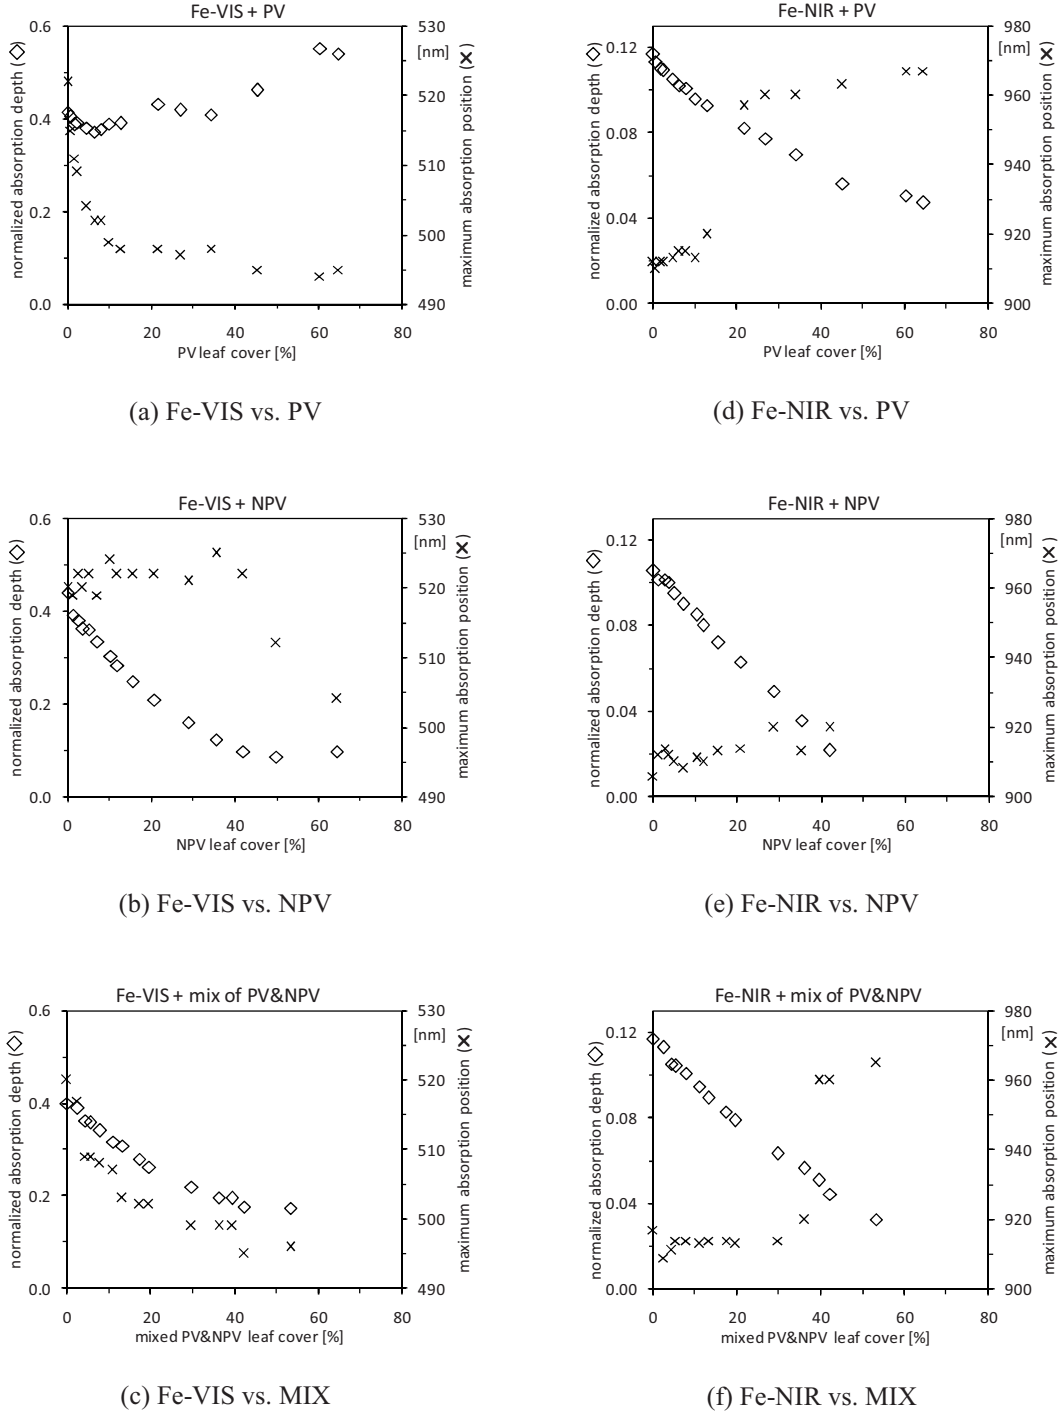 Fe-VIS + PV
0.6
0.4
0.2
0.0
normalized absorption depth (◇)
530
[nm]
520
510
500
490
maximum absorption position (×)
0 20 40 60 80
PV leaf cover [%]
(a) Fe-VIS vs. PV
Fe-NIR + PV
0.12
0.08
0.04
0.00
normalized absorption depth (◇)
980
[nm]
960
940
920
900
maximum absorption position (×)
0 20 40 60 80
PV leaf cover [%]
(d) Fe-NIR vs. PV
Fe-VIS + NPV
0.6
0.4
0.2
0.0
normalized absorption depth (◇)
530
[nm]
520
510
500
490
maximum absorption position (×)
0 20 40 60 80
NPV leaf cover [%]
(b) Fe-VIS vs. NPV
Fe-NIR + NPV
0.12
0.08
0.04
0.00
normalized absorption depth (◇)
980
[nm]
960
940
920
900
maximum absorption position (×)
0 20 40 60 80
NPV leaf cover [%]
(e) Fe-NIR vs. NPV
Fe-VIS + mix of PV&NPV
0.6
0.4
0.2
0.0
normalized absorption depth (◇)
530
[nm]
520
510
500
490
maximum absorption position (×)
0 20 40 60 80
mixed PV&NPV leaf cover [%]
(c) Fe-VIS vs. MIX
Fe-NIR + mix of PV&NPV
0.12
0.08
0.04
0.00
normalized absorption depth (◇)
980
[nm]
960
940
920
900
maximum absorption position (×)
0 20 40 60 80
mixed PV&NPV leaf cover [%]
(f) Fe-NIR vs. MIX